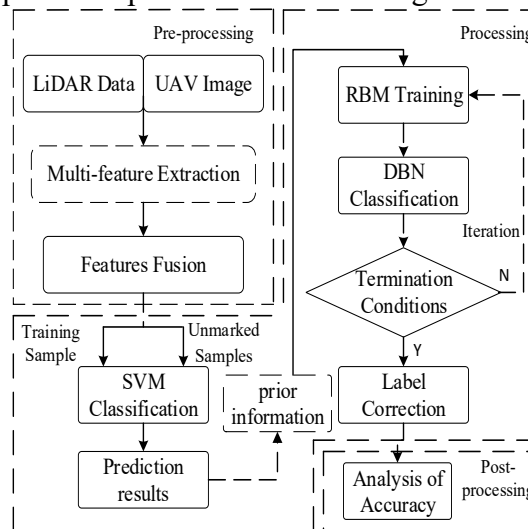 Pre-processing
Processing
LiDAR Data
UAV Image
RBM Training
Multi-feature Extraction
DBN
Classification
Iteration
Features Fusion
Termination
Conditions
N
Training
Sample
Unmarked
Samples
Y
SVM
Classification
prior
information
Label
Correction
Prediction
results
Analysis of
Accuracy
Post-
processing